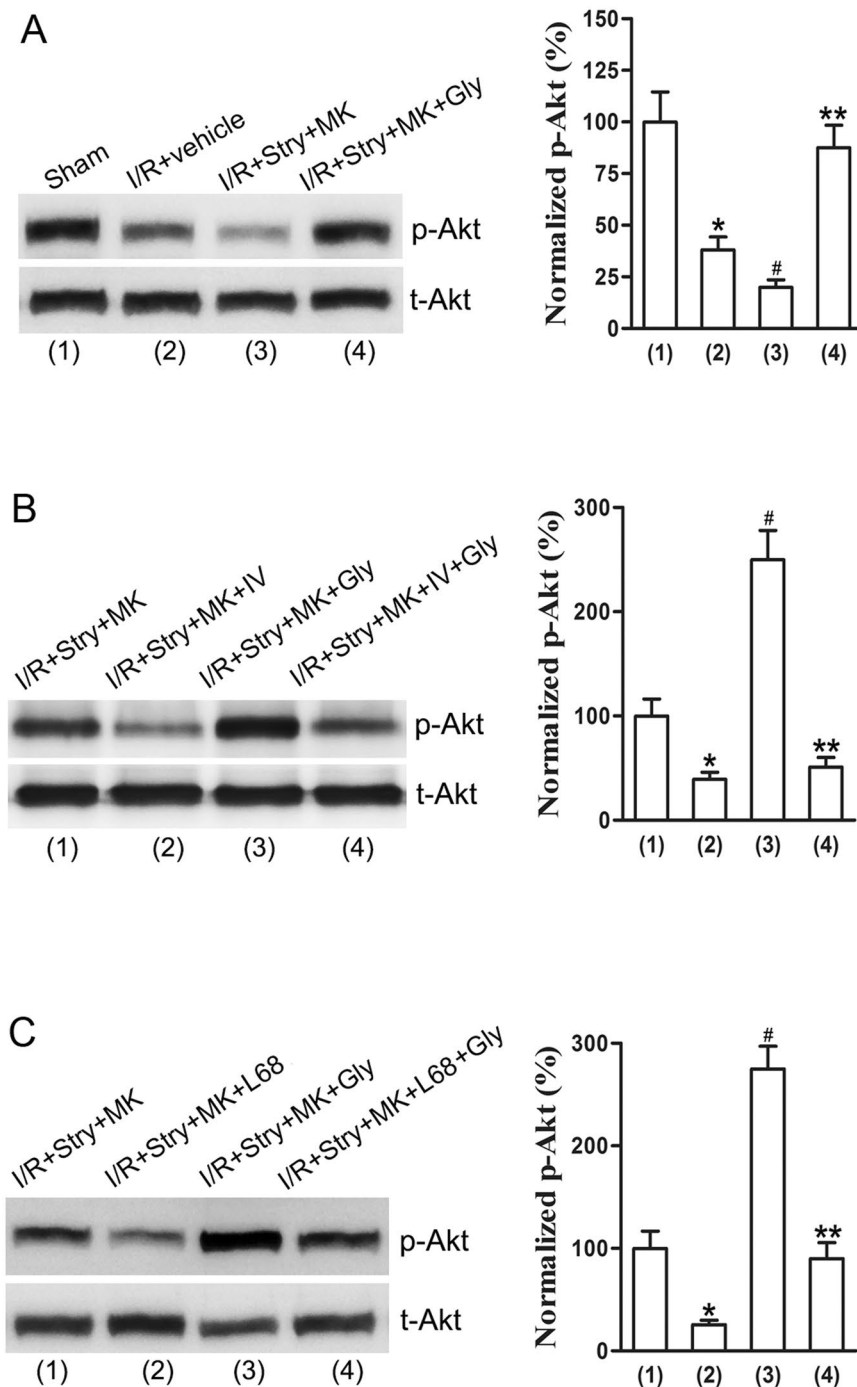 A
Sham
I/R+vehicle
I/R+Stry+MK
I/R+Stry+MK+Gly
p-Akt
t-Akt
(1) (2) (3) (4)
Normalized p-Akt (%)
150
125
100
75
50
25
0
*
#
**
(1) (2) (3) (4)
B
I/R+Stry+MK
I/R+Stry+MK+IV
I/R+Stry+MK+Gly
I/R+Stry+MK+IV+Gly
p-Akt
t-Akt
(1) (2) (3) (4)
Normalized p-Akt (%)
300
200
100
0
*
#
**
(1) (2) (3) (4)
C
I/R+Stry+MK
I/R+Stry+MK+L68
I/R+Stry+MK+Gly
I/R+Stry+MK+L68+Gly
p-Akt
t-Akt
(1) (2) (3) (4)
Normalized p-Akt (%)
300
200
100
0
*
#
**
(1) (2) (3) (4)